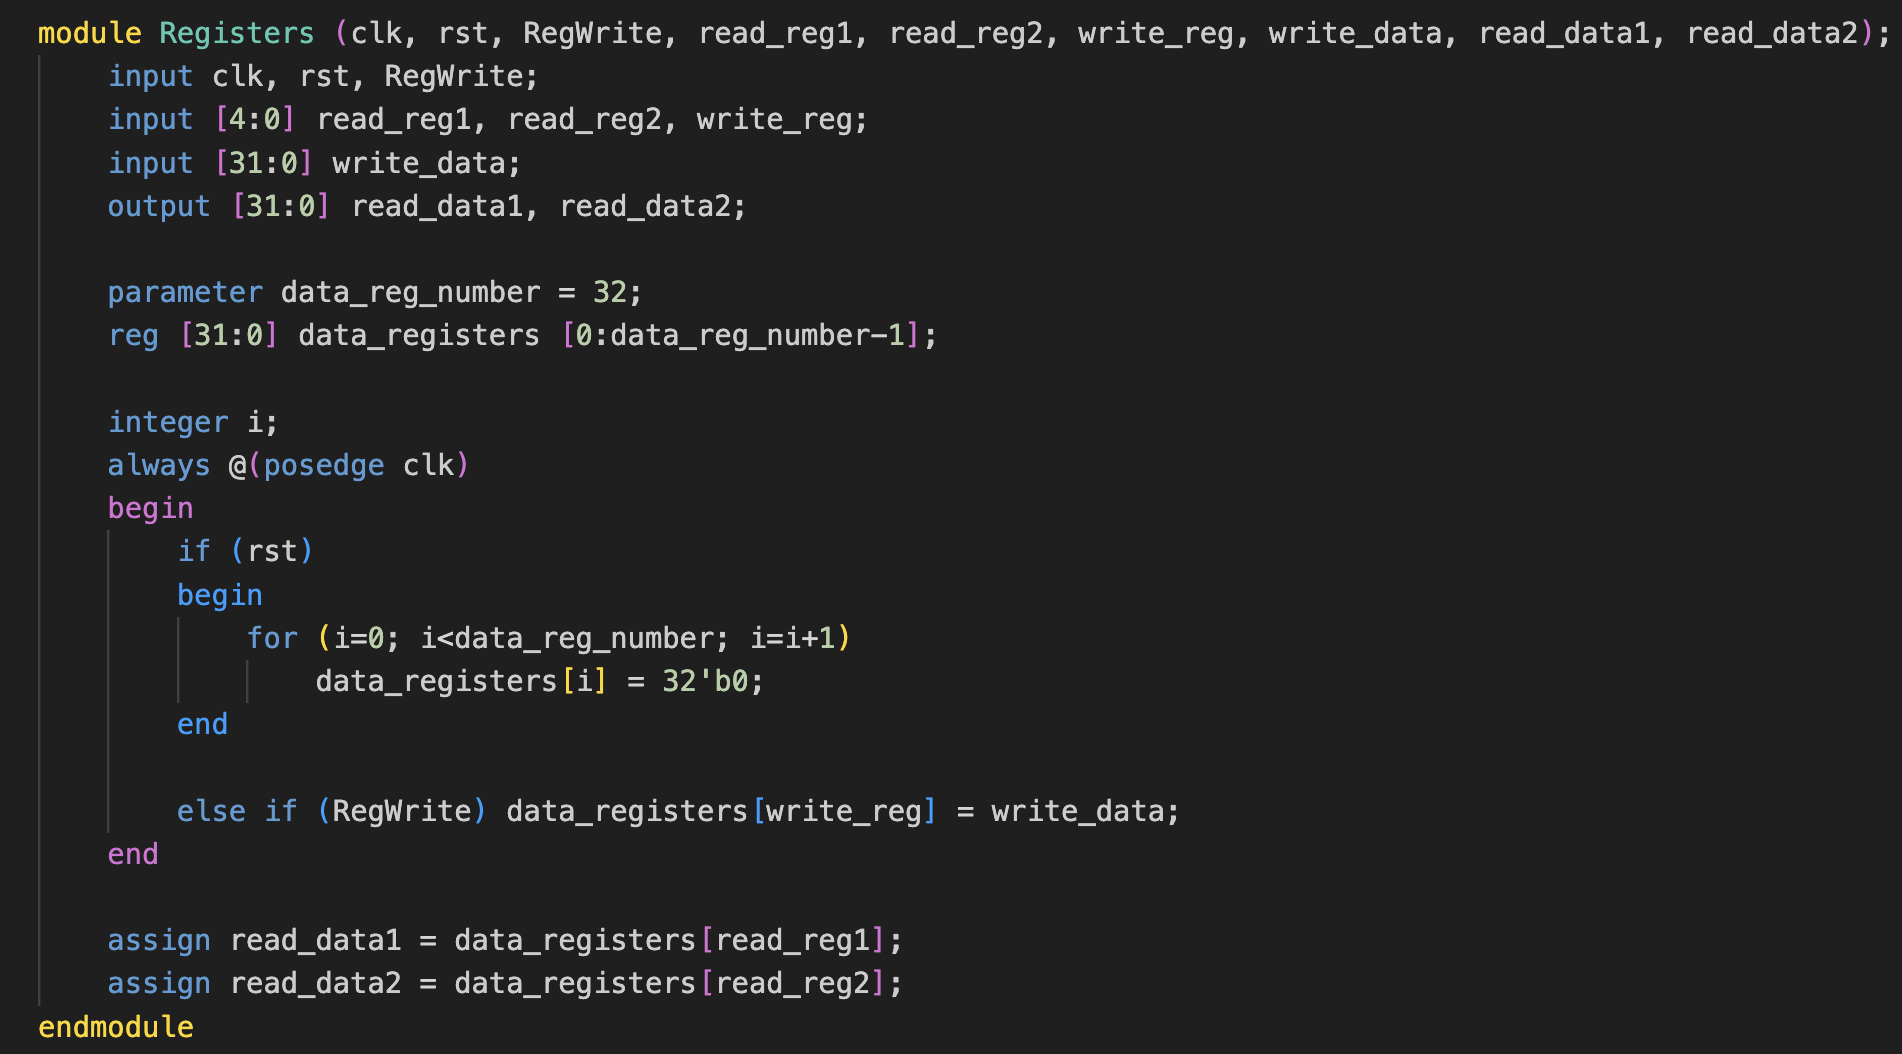 module Registers (clk, rst, RegWrite, read_reg1, read_reg2, write_reg, write_data, read_data1, read_data2);
input clk, rst, RegWrite;
input [4:0] read_reg1, read_reg2, write_reg;
input [31:0] write_data;
output [31:0] read_data1, read_data2;
parameter data_reg_number = 32;
reg [31:0] data_registers [0:data_reg_number-1];
integer i;
always @(posedge clk)
begin
if (rst)
begin
for (i=0; i<data_reg_number; i=i+1)
data_registers[i] = 32'b0;
end
else if (RegWrite) data_registers[write_reg] = write_data;
end
assign read_data1 = data_registers[read_reg1];
assign read_data2 = data_registers[read_reg2];
endmodule